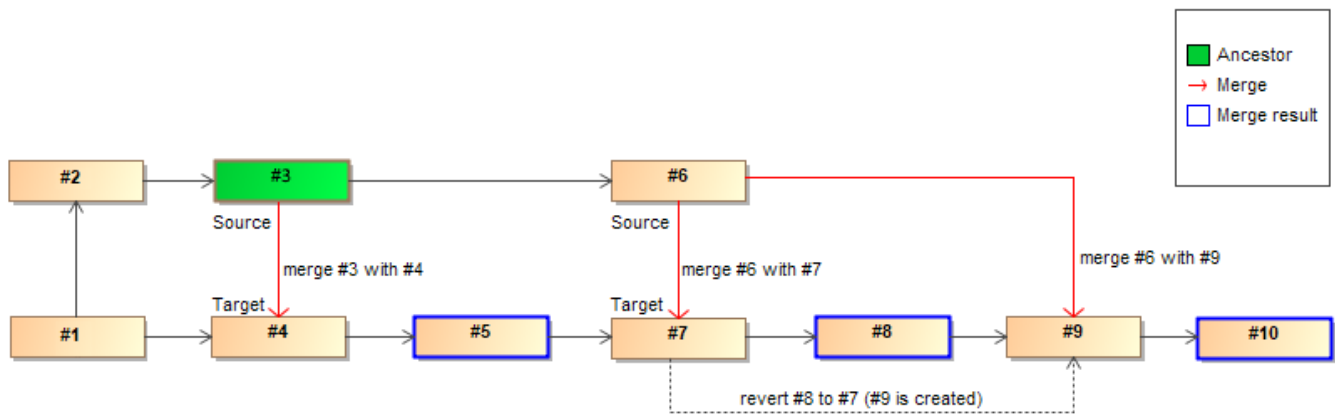 Ancestor
Merge
Merge result
#2
#3
#6
Source
Source
merge #3 with #4
merge #6 with #7
merge #6 with #9
Target
Target
#1
#4
#5
#7
#8
#9
#10
revert #8 to #7 (#9 is created)